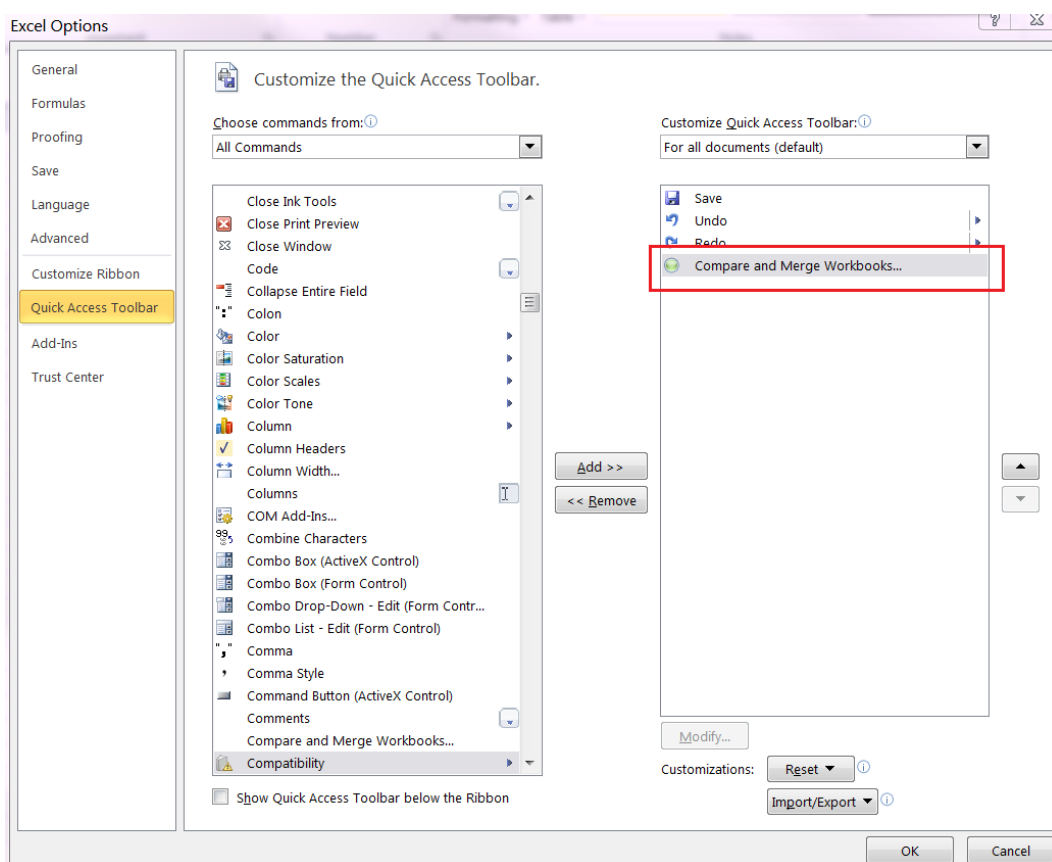 Excel Options
General
Formulas
Proofing
Save
Language
Advanced
Customize Ribbon
Quick Access Toolbar
Add-Ins
Trust Center
Customize the Quick Access Toolbar.
Choose commands from:
All Commands
Close Ink Tools
Close Print Preview
Close Window
Code
Collapse Entire Field
Colon
Color
Color Saturation
Color Scales
Color Tone
Column
Column Headers
Column Width...
Columns
COM Add-Ins...
Combine Characters
Combo Box (ActiveX Control)
Combo Box (Form Control)
Combo Drop-Down - Edit (Form Contr...
Combo List - Edit (Form Control)
Comma
Comma Style
Command Button (ActiveX Control)
Comments
Compare and Merge Workbooks...
Compatibility
Show Quick Access Toolbar below the Ribbon
Add >>
<< Remove
Customize Quick Access Toolbar:
For all documents (default)
Save
Undo
Redo
Compare and Merge Workbooks...
Modify...
Customizations:
Reset
Import/Export
OK
Cancel